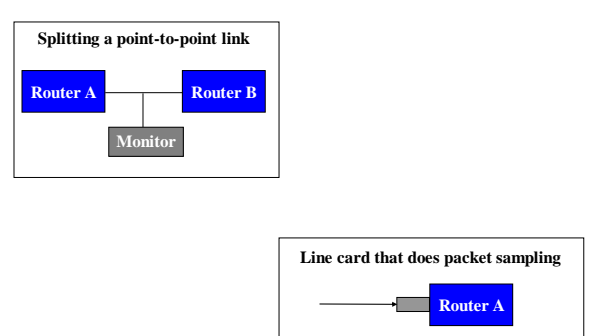 Splitting a point-to-point link
Router A
Router B
Monitor
Line card that does packet sampling
Router A